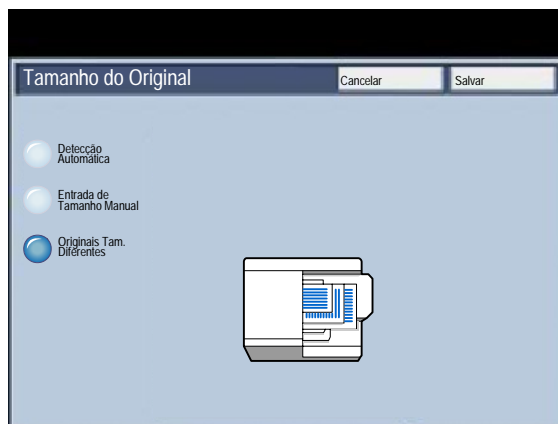 Tamanho do Original
Cancelar
Salvar
Detecção
Automática
Entrada de
Tamanho Manual
Originais Tam.
Diferentes